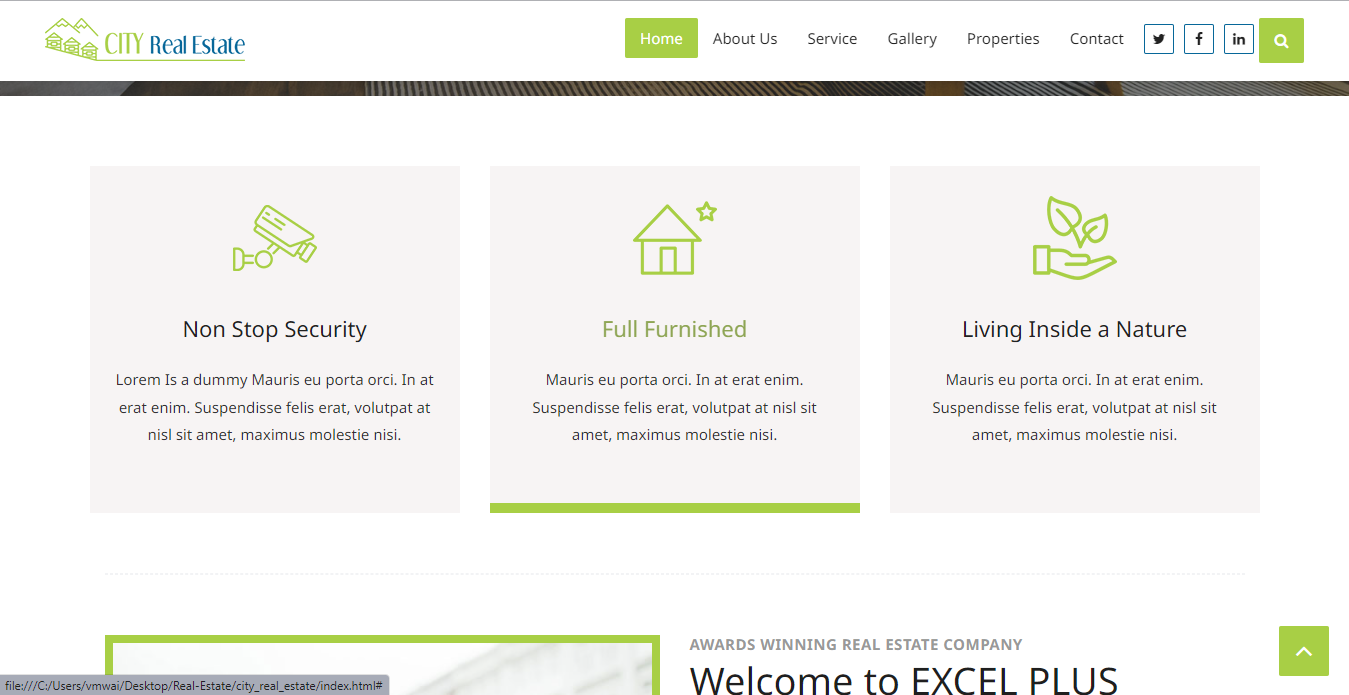 CITY Real Estate
Home
About Us
Service
Gallery
Properties
Contact
Non Stop Security
Lorem Is a dummy Mauris eu porta orci. In at
erat enim. Suspendisse felis erat, volutpat at
nisl sit amet, maximus molestie nisi.
Full Furnished
Mauris eu porta orci. In at erat enim.
Suspendisse felis erat, volutpat at nisl sit
amet, maximus molestie nisi.
Living Inside a Nature
Mauris eu porta orci. In at erat enim.
Suspendisse felis erat, volutpat at nisl sit
amet, maximus molestie nisi.
AWARDS WINNING REAL ESTATE COMPANY
Welcome to EXCEL PLUS
file:///C:/Users/vmwai/Desktop/Real-Estate/city_real_estate/index.html#